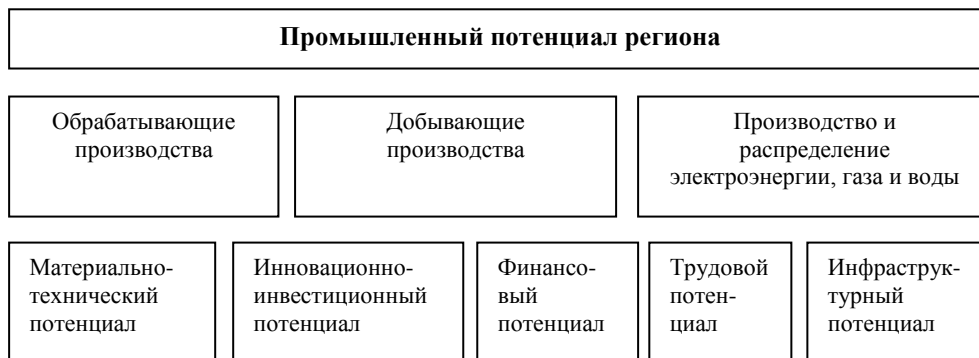 Промышленный потенциал региона
Обрабатывающие
производства
Добывающие
производства
Производство и
распределение
электроэнергии, газа и воды
Материально-
технический
потенциал
Инновационно-
инвестиционный
потенциал
Финансо-
вый
потенциал
Трудовой
потен-
циал
Инфраструк-
турный
потенциал